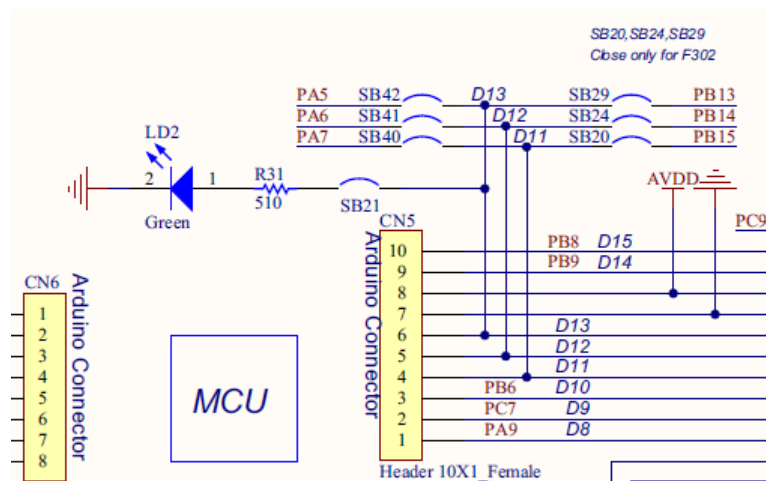 SB20,SB24,SB29
Close only for F302
PA5 SB42 D13 SB29 PB13
PA6 SB41 D12 SB24 PB14
PA7 SB40 D11 SB20 PB15
LD2
2 1 R31 AVDD
510
Green SB21
CN5 PC9
10 PB8 D15
9 PB9 D14
8
7
6 D13
5 D12
4 D11
3 PB6 D10
2 PC7 D9
1 PA9 D8
Arduino Connector
Header 10X1_Female
CN6
1
2
3
4
5
6
7
8
Arduino Connector
MCU